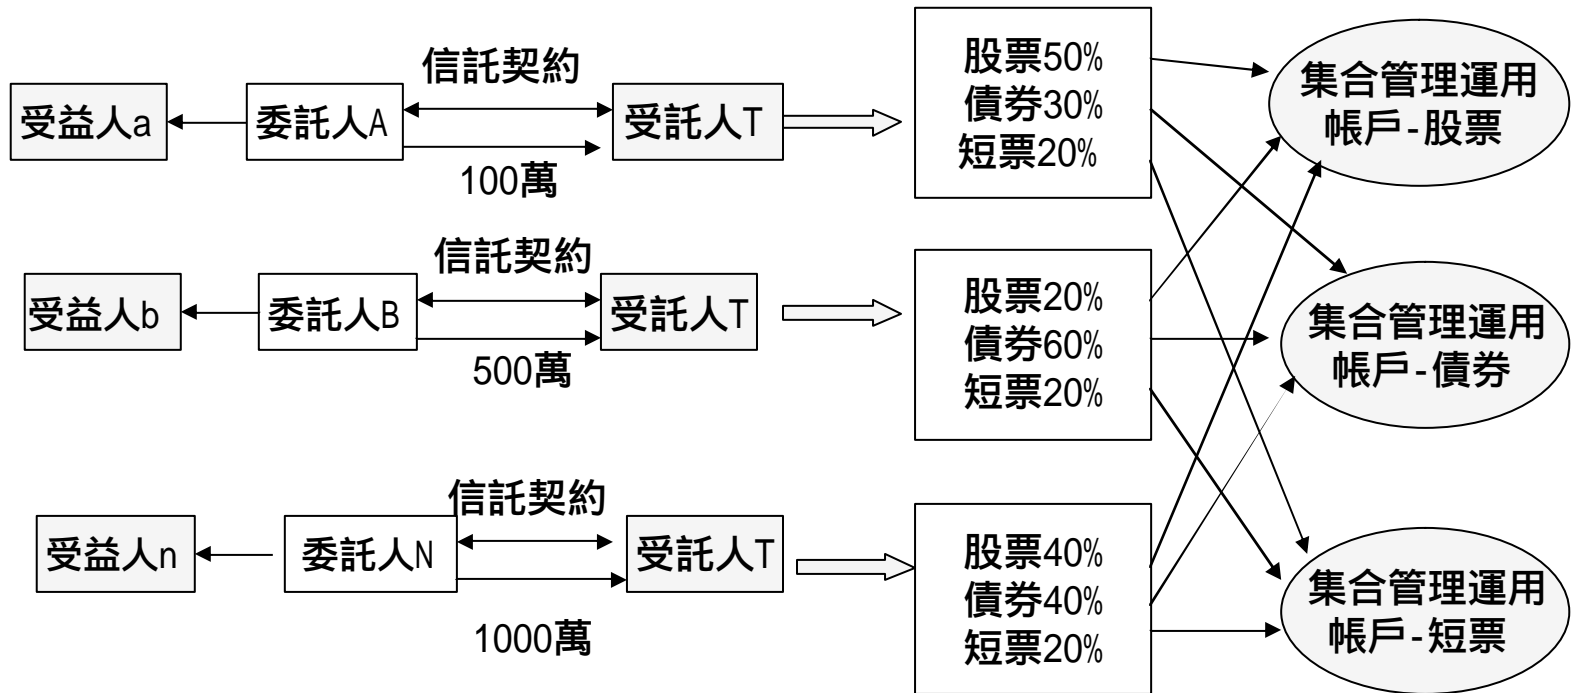 信託契約
受益人a
委託人A
受託人T
100萬
股票50%
債券30%
短票20%
集合管理運用
帳戶-股票
信託契約
受益人b
委託人B
受託人T
500萬
股票20%
債券60%
短票20%
集合管理運用
帳戶-債券
信託契約
受益人n
委託人N
受託人T
1000萬
股票40%
債券40%
短票20%
集合管理運用
帳戶-短票